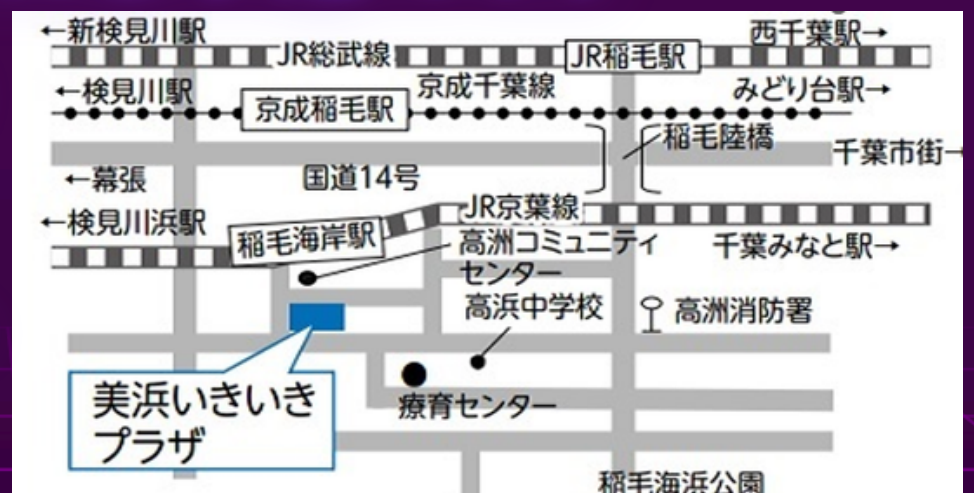 ←新検見川駅
西千葉駅→
JR総武線
JR稲毛駅
←検見川駅
京成稲毛駅
京成千葉線
みどり台駅→
稲毛陸橋
千葉市街→
←幕張
国道14号
←検見川浜駅
JR京葉線
稲毛海岸駅
千葉みなと駅→
高洲コミュニティ
センター
高浜中学校
高洲消防署
美浜いきいき
プラザ
療育センター
稲毛海浜公園